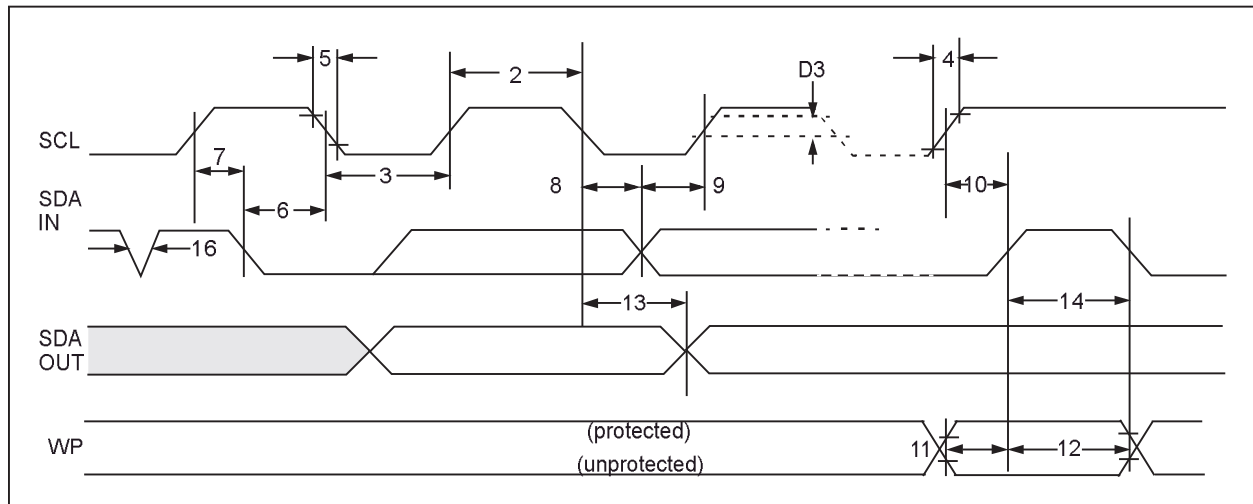 5
2
D3
4
SCL
7
3
8
9
10
SDA
IN
6
16
13
14
SDA
OUT
WP
(protected)
(unprotected)
11
12